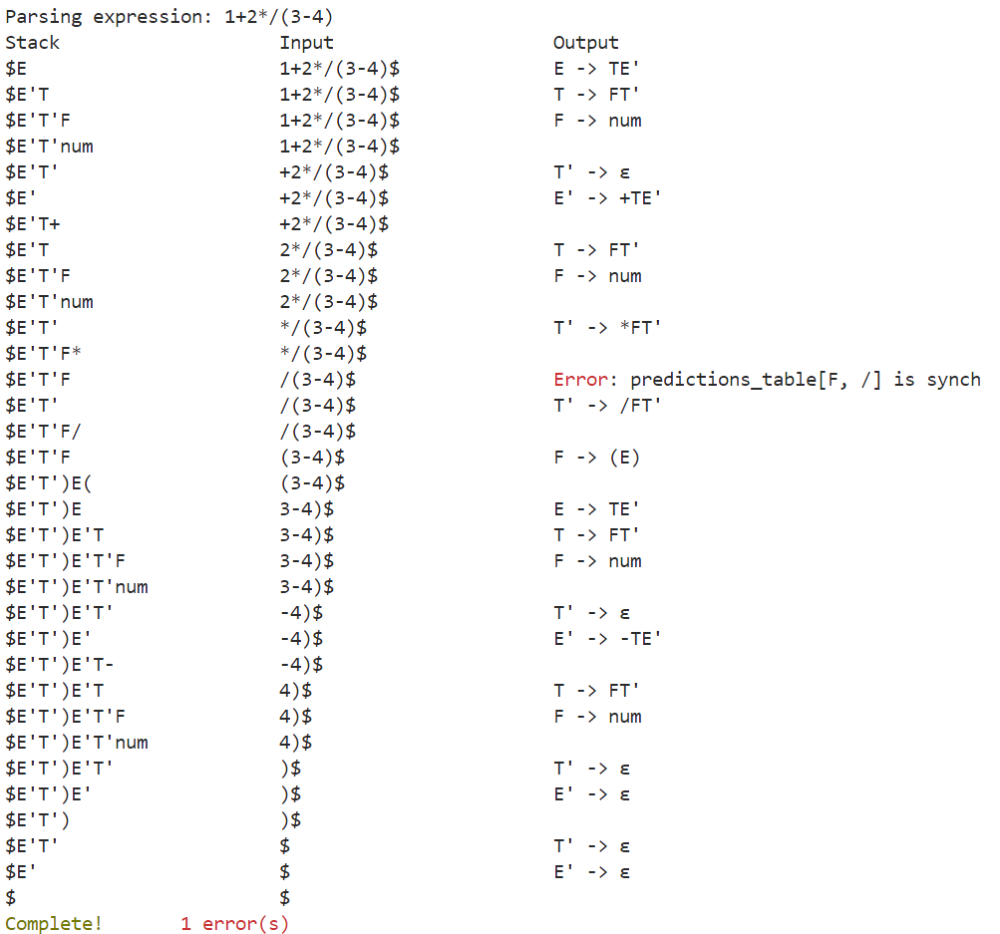 Parsing expression: 1+2*/(3-4)
Stack Input Output
$E 1+2*/(3-4)$ E -> TE'
$E'T 1+2*/(3-4)$ T -> FT'
$E'T'F 1+2*/(3-4)$ F -> num
$E'T'num 1+2*/(3-4)$
$E'T' +2*/(3-4)$ T' -> ε
$E' +2*/(3-4)$ E' -> +TE'
$E'T+ +2*/(3-4)$
$E'T 2*/(3-4)$ T -> FT'
$E'T'F 2*/(3-4)$ F -> num
$E'T'num 2*/(3-4)$
$E'T' */(3-4)$ T' -> *FT'
$E'T'F* */(3-4)$
$E'T'F /(3-4)$ Error: predictions_table[F, /] is synch
$E'T' /(3-4)$ T' -> /FT'
$E'T'F/ /(3-4)$
$E'T'F (3-4)$ F -> (E)
$E'T')E( (3-4)$
$E'T')E 3-4)$ E -> TE'
$E'T')E'T 3-4)$ T -> FT'
$E'T')E'T'F 3-4)$ F -> num
$E'T')E'T'num 3-4)$
$E'T')E'T' -4)$ T' -> ε
$E'T')E' -4)$ E' -> -TE'
$E'T')E'T- -4)$
$E'T')E'T 4)$ T -> FT'
$E'T')E'T'F 4)$ F -> num
$E'T')E'T'num 4)$
$E'T')E'T' )$ T' -> ε
$E'T')E' )$ E' -> ε
$E'T') )$
$E'T' $ T' -> ε
$E' $ E' -> ε
$ $
Complete! 1 error(s)